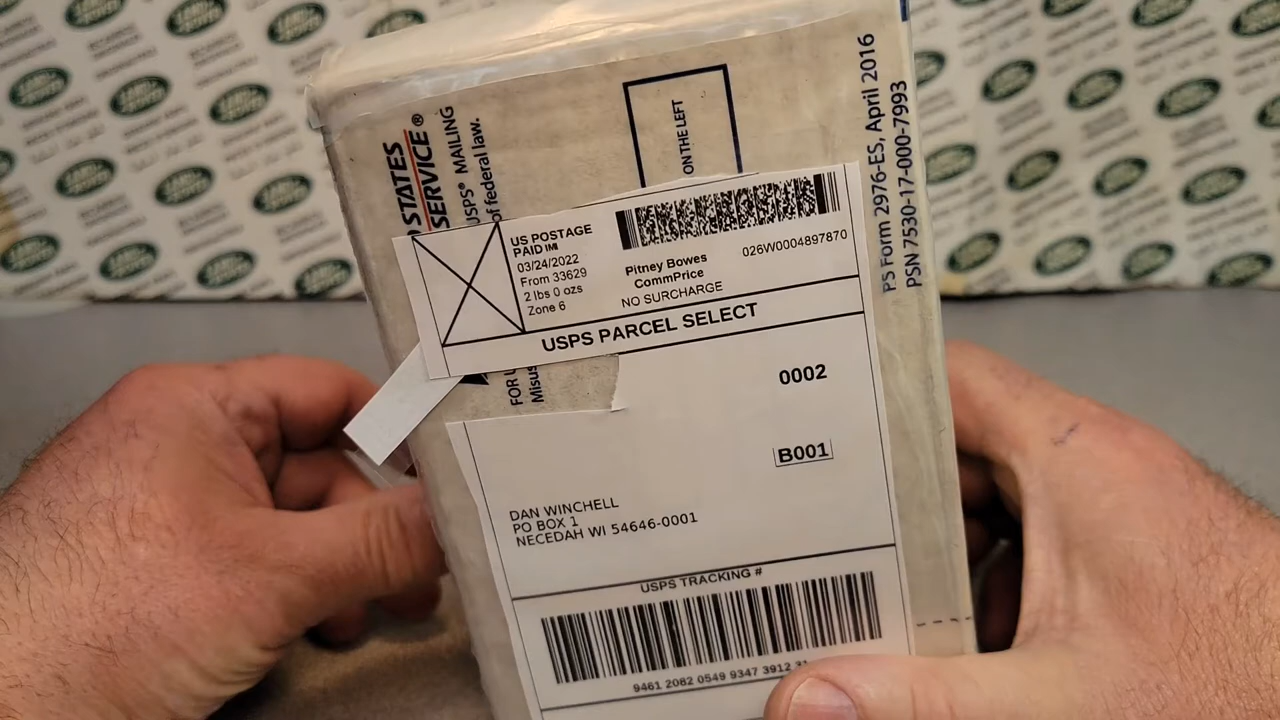 STATES
SERVICE®
USPS® MAILING
of federal law.
ON THE LEFT
PS Form 2976-ES, April 2016
PSN 7530-17-000-7993
US POSTAGE
PAID IMI
03/24/2022
From 33629
2 lbs 0 ozs
Zone 6
026W0004897870
Pitney Bowes
CommPrice
NO SURCHARGE
USPS PARCEL SELECT
FOR
Misus
0002
B001
DAN WINCHELL
PO BOX 1
NECEDAH WI 54646-0001
USPS TRACKING #
9461 2082 0549 9347 3912
LAND
ROVER